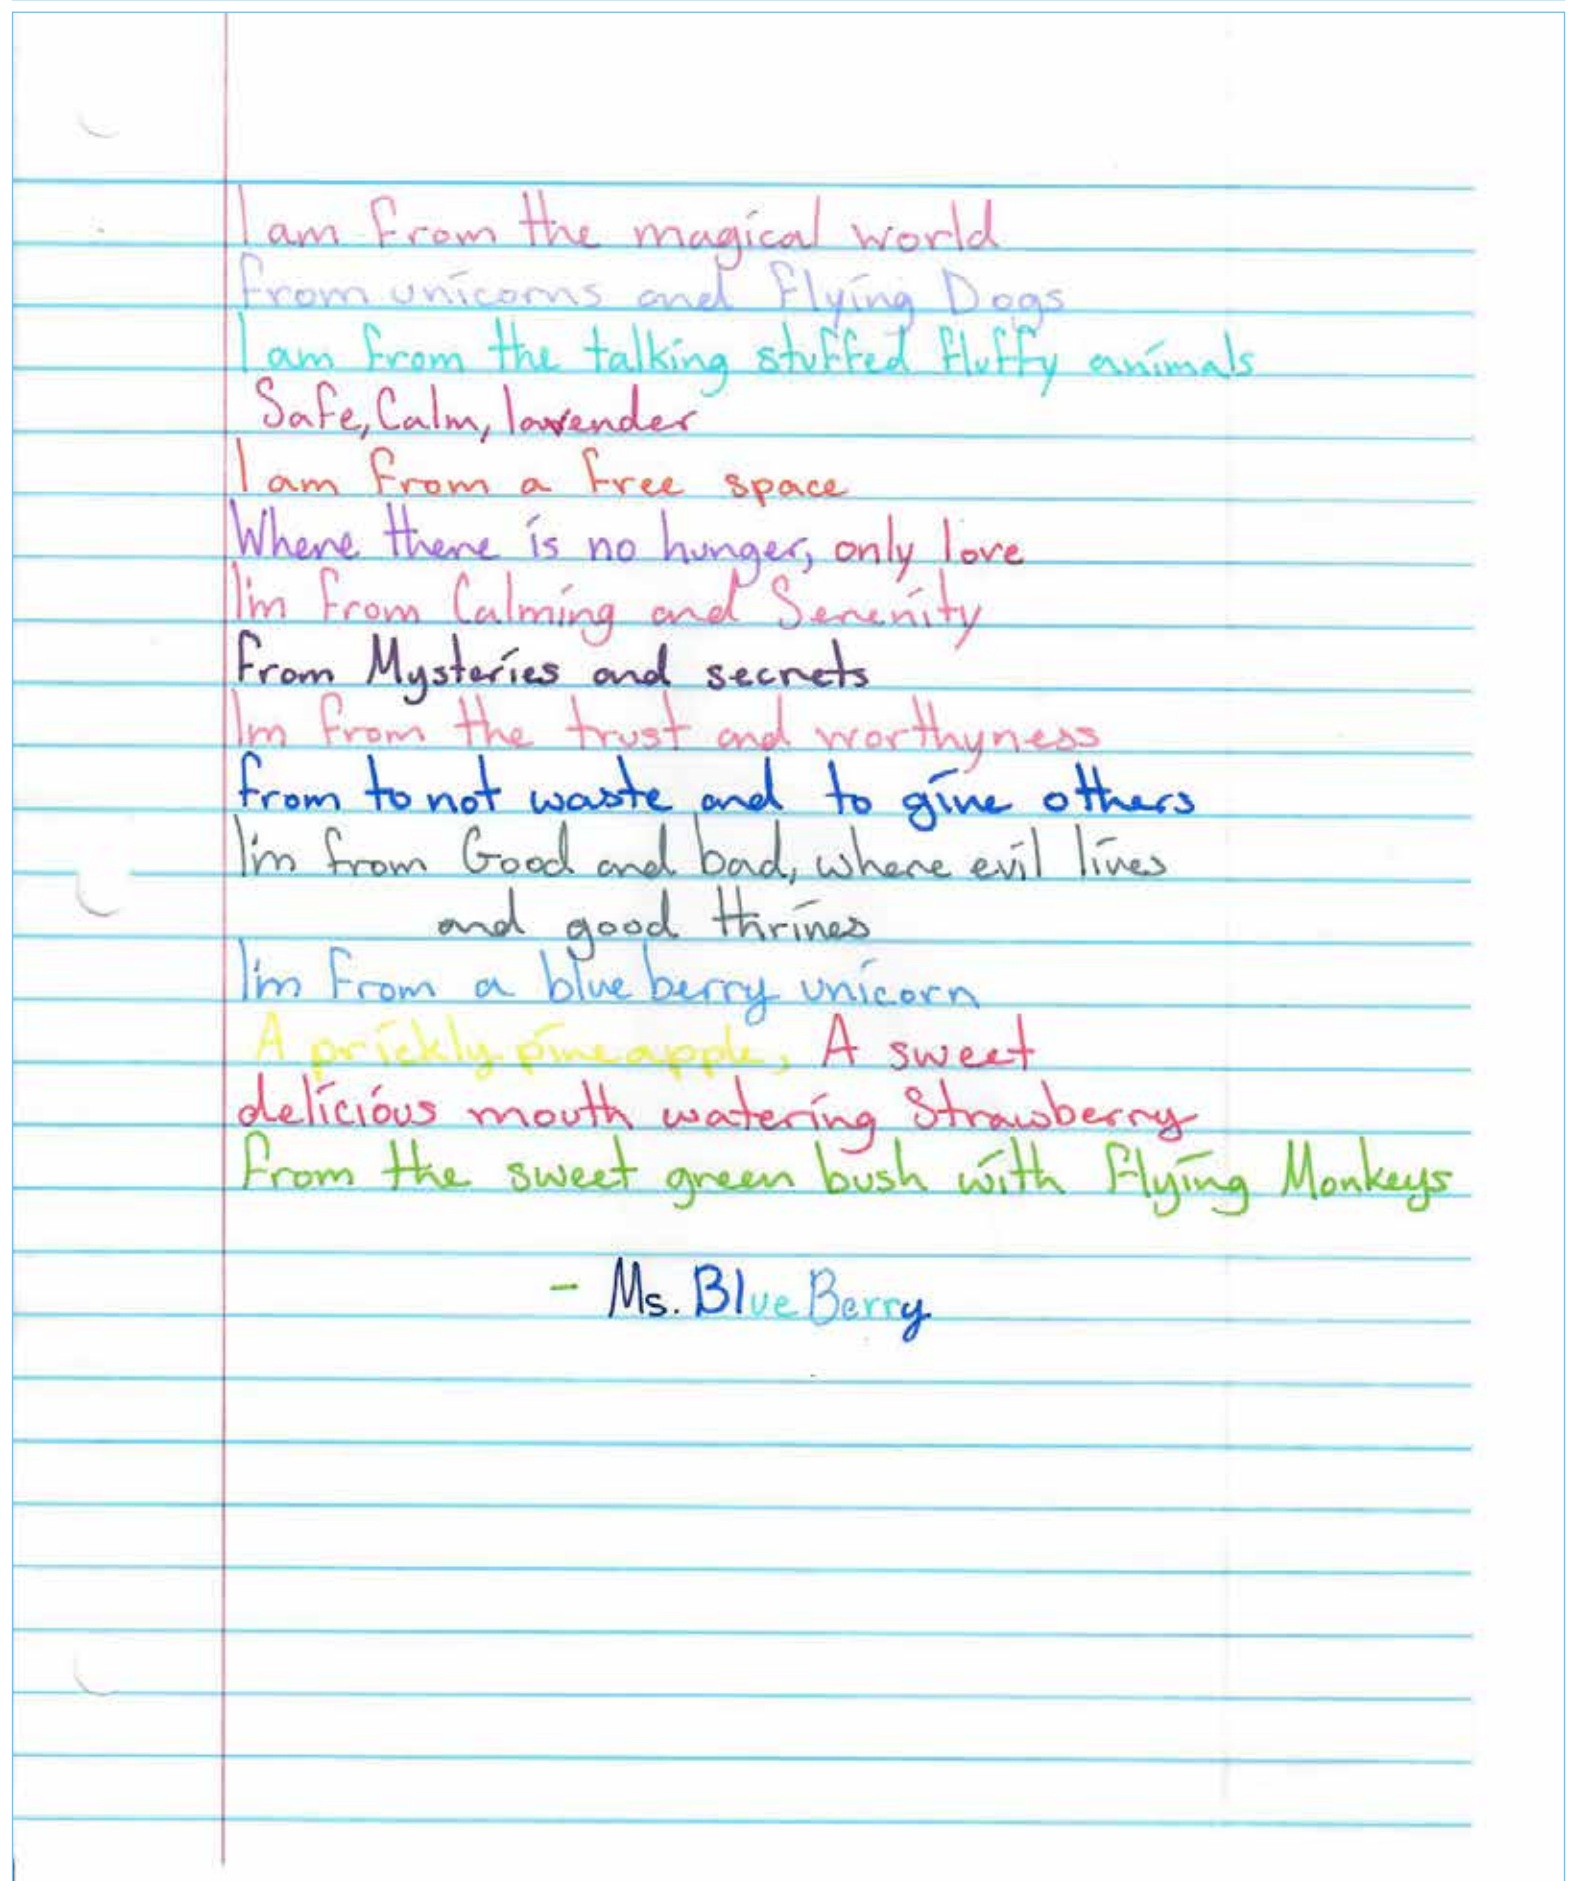 I am from the magical world
from unicorns and flying Dogs
I am from the talking stuffed fluffy animals
Safe, Calm, lavender
I am from a free space
Where there is no hunger, only love
I'm from Calming and Serenity
from Mysteries and secrets
Im from the trust and worthyness
from to not waste and to give others
I'm from Good and bad, where evil lives
and good thrives
I'm from a blue berry unicorn
A prickly pineapple, A sweet
delicious mouth watering Strawberry
from the sweet green bush with flying Monkeys
- Ms. Blue Berry